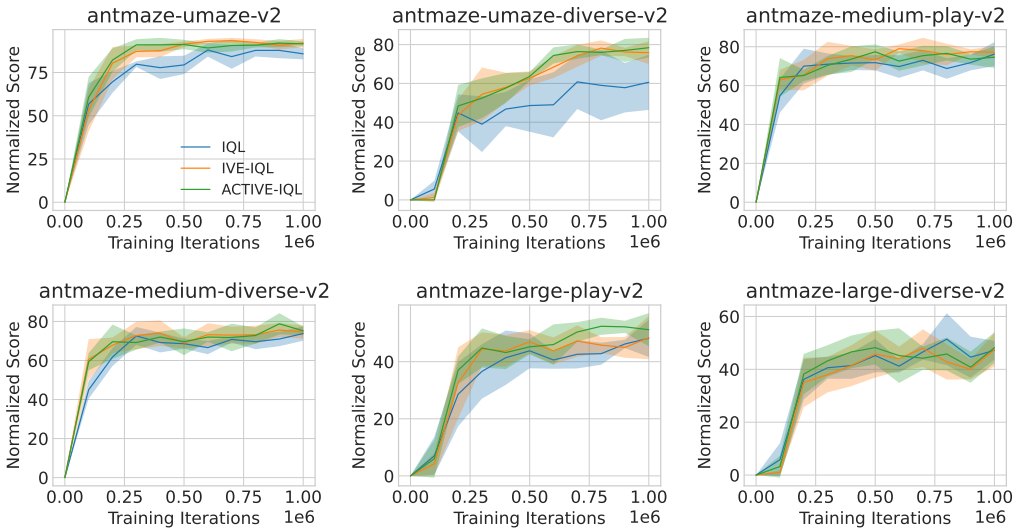 antmaze-umaze-v2
Normalized Score
75
50
25
0
IQL
IVE-IQL
ACTIVE-IQL
0.00 0.25 0.50 0.75 1.00
Training Iterations 1e6
antmaze-umaze-diverse-v2
Normalized Score
80
60
40
20
0
0.00 0.25 0.50 0.75 1.00
Training Iterations 1e6
antmaze-medium-play-v2
Normalized Score
80
60
40
20
0
0.00 0.25 0.50 0.75 1.00
Training Iterations 1e6
antmaze-medium-diverse-v2
Normalized Score
80
60
40
20
0
0.00 0.25 0.50 0.75 1.00
Training Iterations 1e6
antmaze-large-play-v2
Normalized Score
40
20
0
0.00 0.25 0.50 0.75 1.00
Training Iterations 1e6
antmaze-large-diverse-v2
Normalized Score
60
40
20
0
0.00 0.25 0.50 0.75 1.00
Training Iterations 1e6